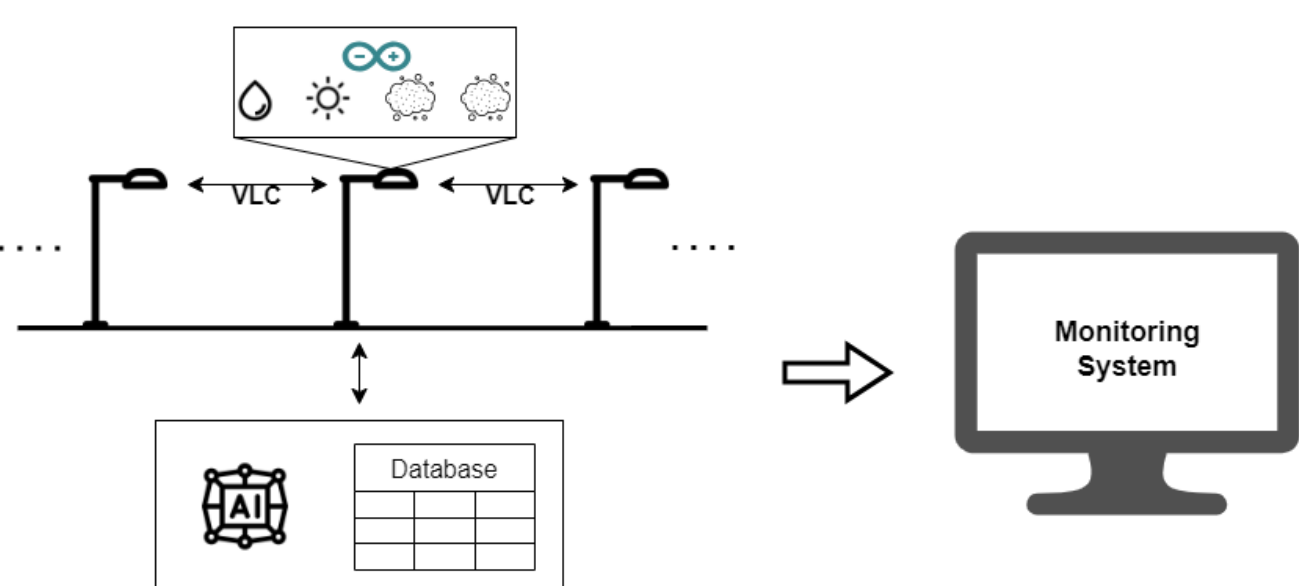 VLC
VLC
Monitoring
System
AI
Database